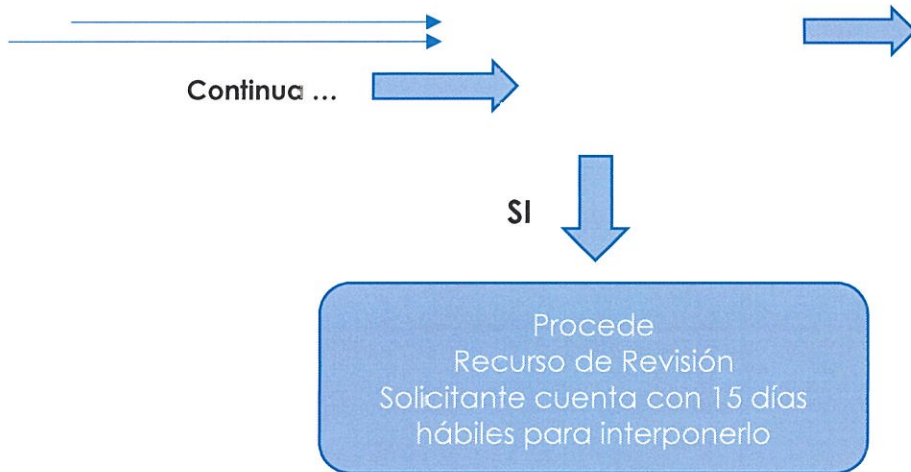 Continua ...
SI
Procede
Recurso de Revisión
Solicitante cuenta con 15 días
hábiles para interponerlo